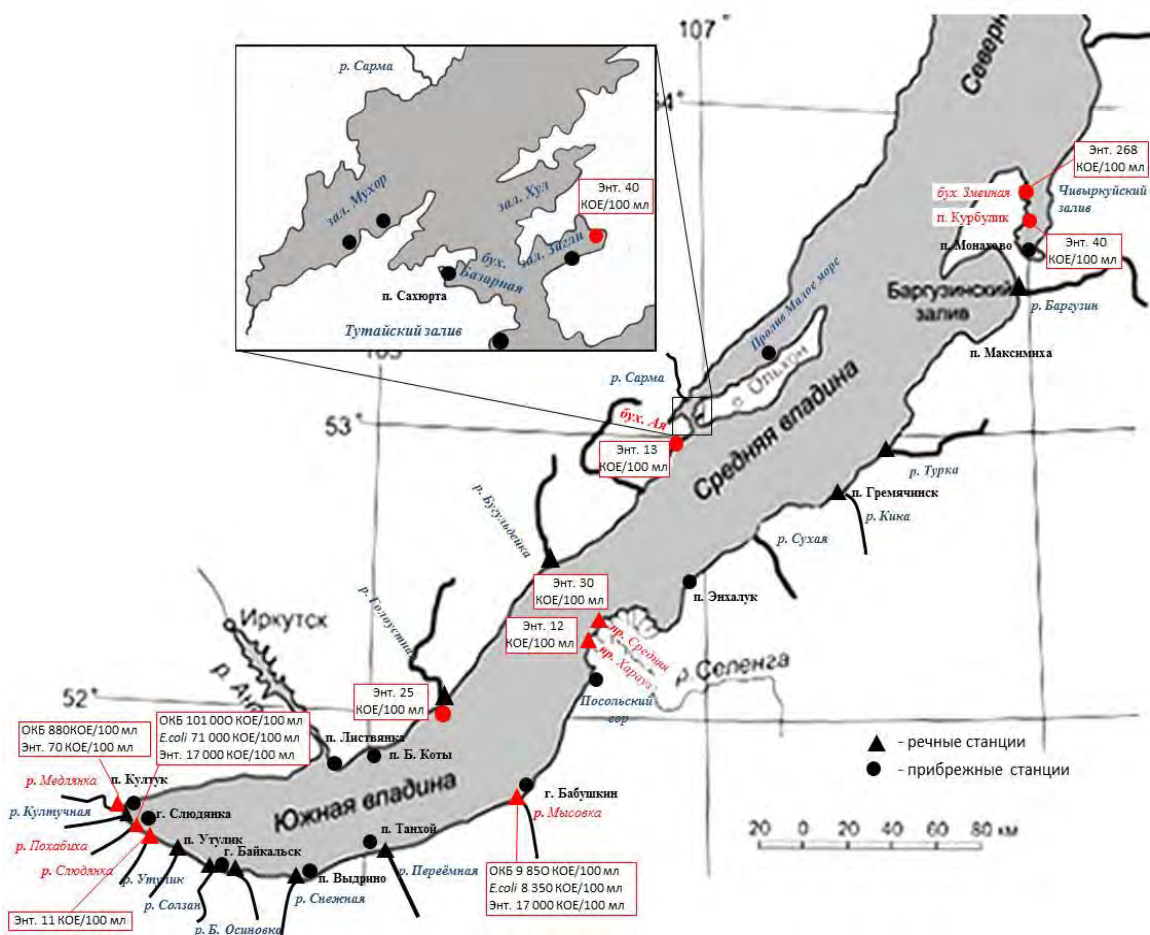 107
54°
Северн
р. Сарма
зал. Мухор
зал. Хул
Энт. 40
КОЕ/100 мл
зал. Загли
бух.
Базарная
п. Сахюрта
Тутайский залив
Энт. 268
КОЕ/100 мл
бух. Змеиная
Чивыркуйский
залив
п. Курбулик
п. Монахово
Энт. 40
КОЕ/100 мл
Баргузинский
залив
р. Баргузин
п. Максимиха
Пролив Малое море
о. Ольхон
р. Сарма
бух. Ая
53°
Энт. 13
КОЕ/100 мл
Средняя впадина
р. Турка
п. Гремячинск
р. Кика
р. Сухая
р. Бугульдейка
п. Энхалук
Энт. 30
КОЕ/100 мл
пр. Средняя
Энт. 12
КОЕ/100 мл
пр. Харауз
р. Селенга
Посольский
сор
р. Голоустная
Иркутск
р. Анг
52°
Энт. 25
КОЕ/100 мл
ОКБ 880КОЕ/100 мл
Энт. 70 КОЕ/100 мл
ОКБ 101 000 КОЕ/100 мл
E.coli 71 000 КОЕ/100 мл
Энт. 17 000 КОЕ/100 мл
п. Листвянка
п. Б. Коты
р. Медлянка
п. Култук
р. Култучная
г. Слюдянка
р. Похабиха
р. Слюдянка
п. Утулик
г. Байкальск
р. Утулик
р. Солзан
р. Б. Осиновка
п. Выдрино
р. Снежная
п. Танхой
р. Переёмная
Южная впадина
г. Бабушкин
р. Мысовка
ОКБ 9 850 КОЕ/100 мл
E.coli 8 350 КОЕ/100 мл
Энт. 17 000 КОЕ/100 мл
Энт. 11 КОЕ/100 мл
- речные станции
- прибрежные станции
20 0 20 40 60 80 км